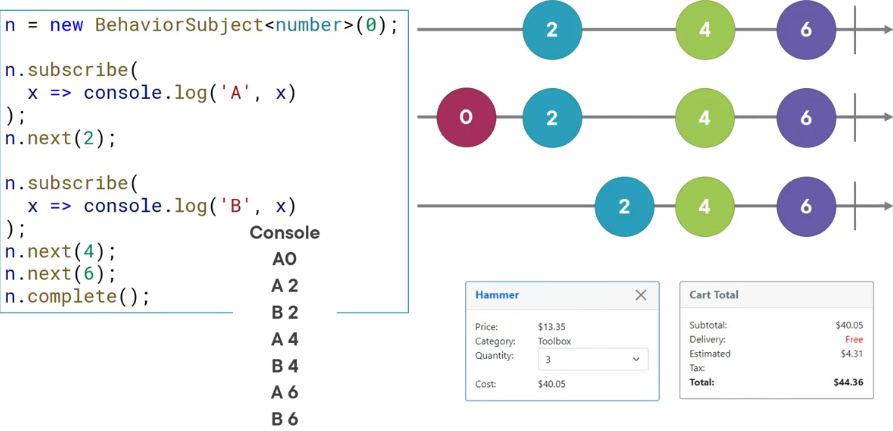 n = new BehaviorSubject<number>(0);
n.subscribe(
x => console.log('A', x)
);
n.next(2);
n.subscribe(
x => console.log('B', x)
);
n.next(4);
n.next(6);
n.complete();
Console
A0
A 2
B 2
A 4
B 4
A 6
B 6
2 4 6
0 2 4 6
2 4 6
Hammer
Price: $13.35
Category: Toolbox
Quantity: 3
Cost: $40.05
Cart Total
Subtotal: $40.05
Delivery: Free
Estimated $4.31
Tax:
Total: $44.36